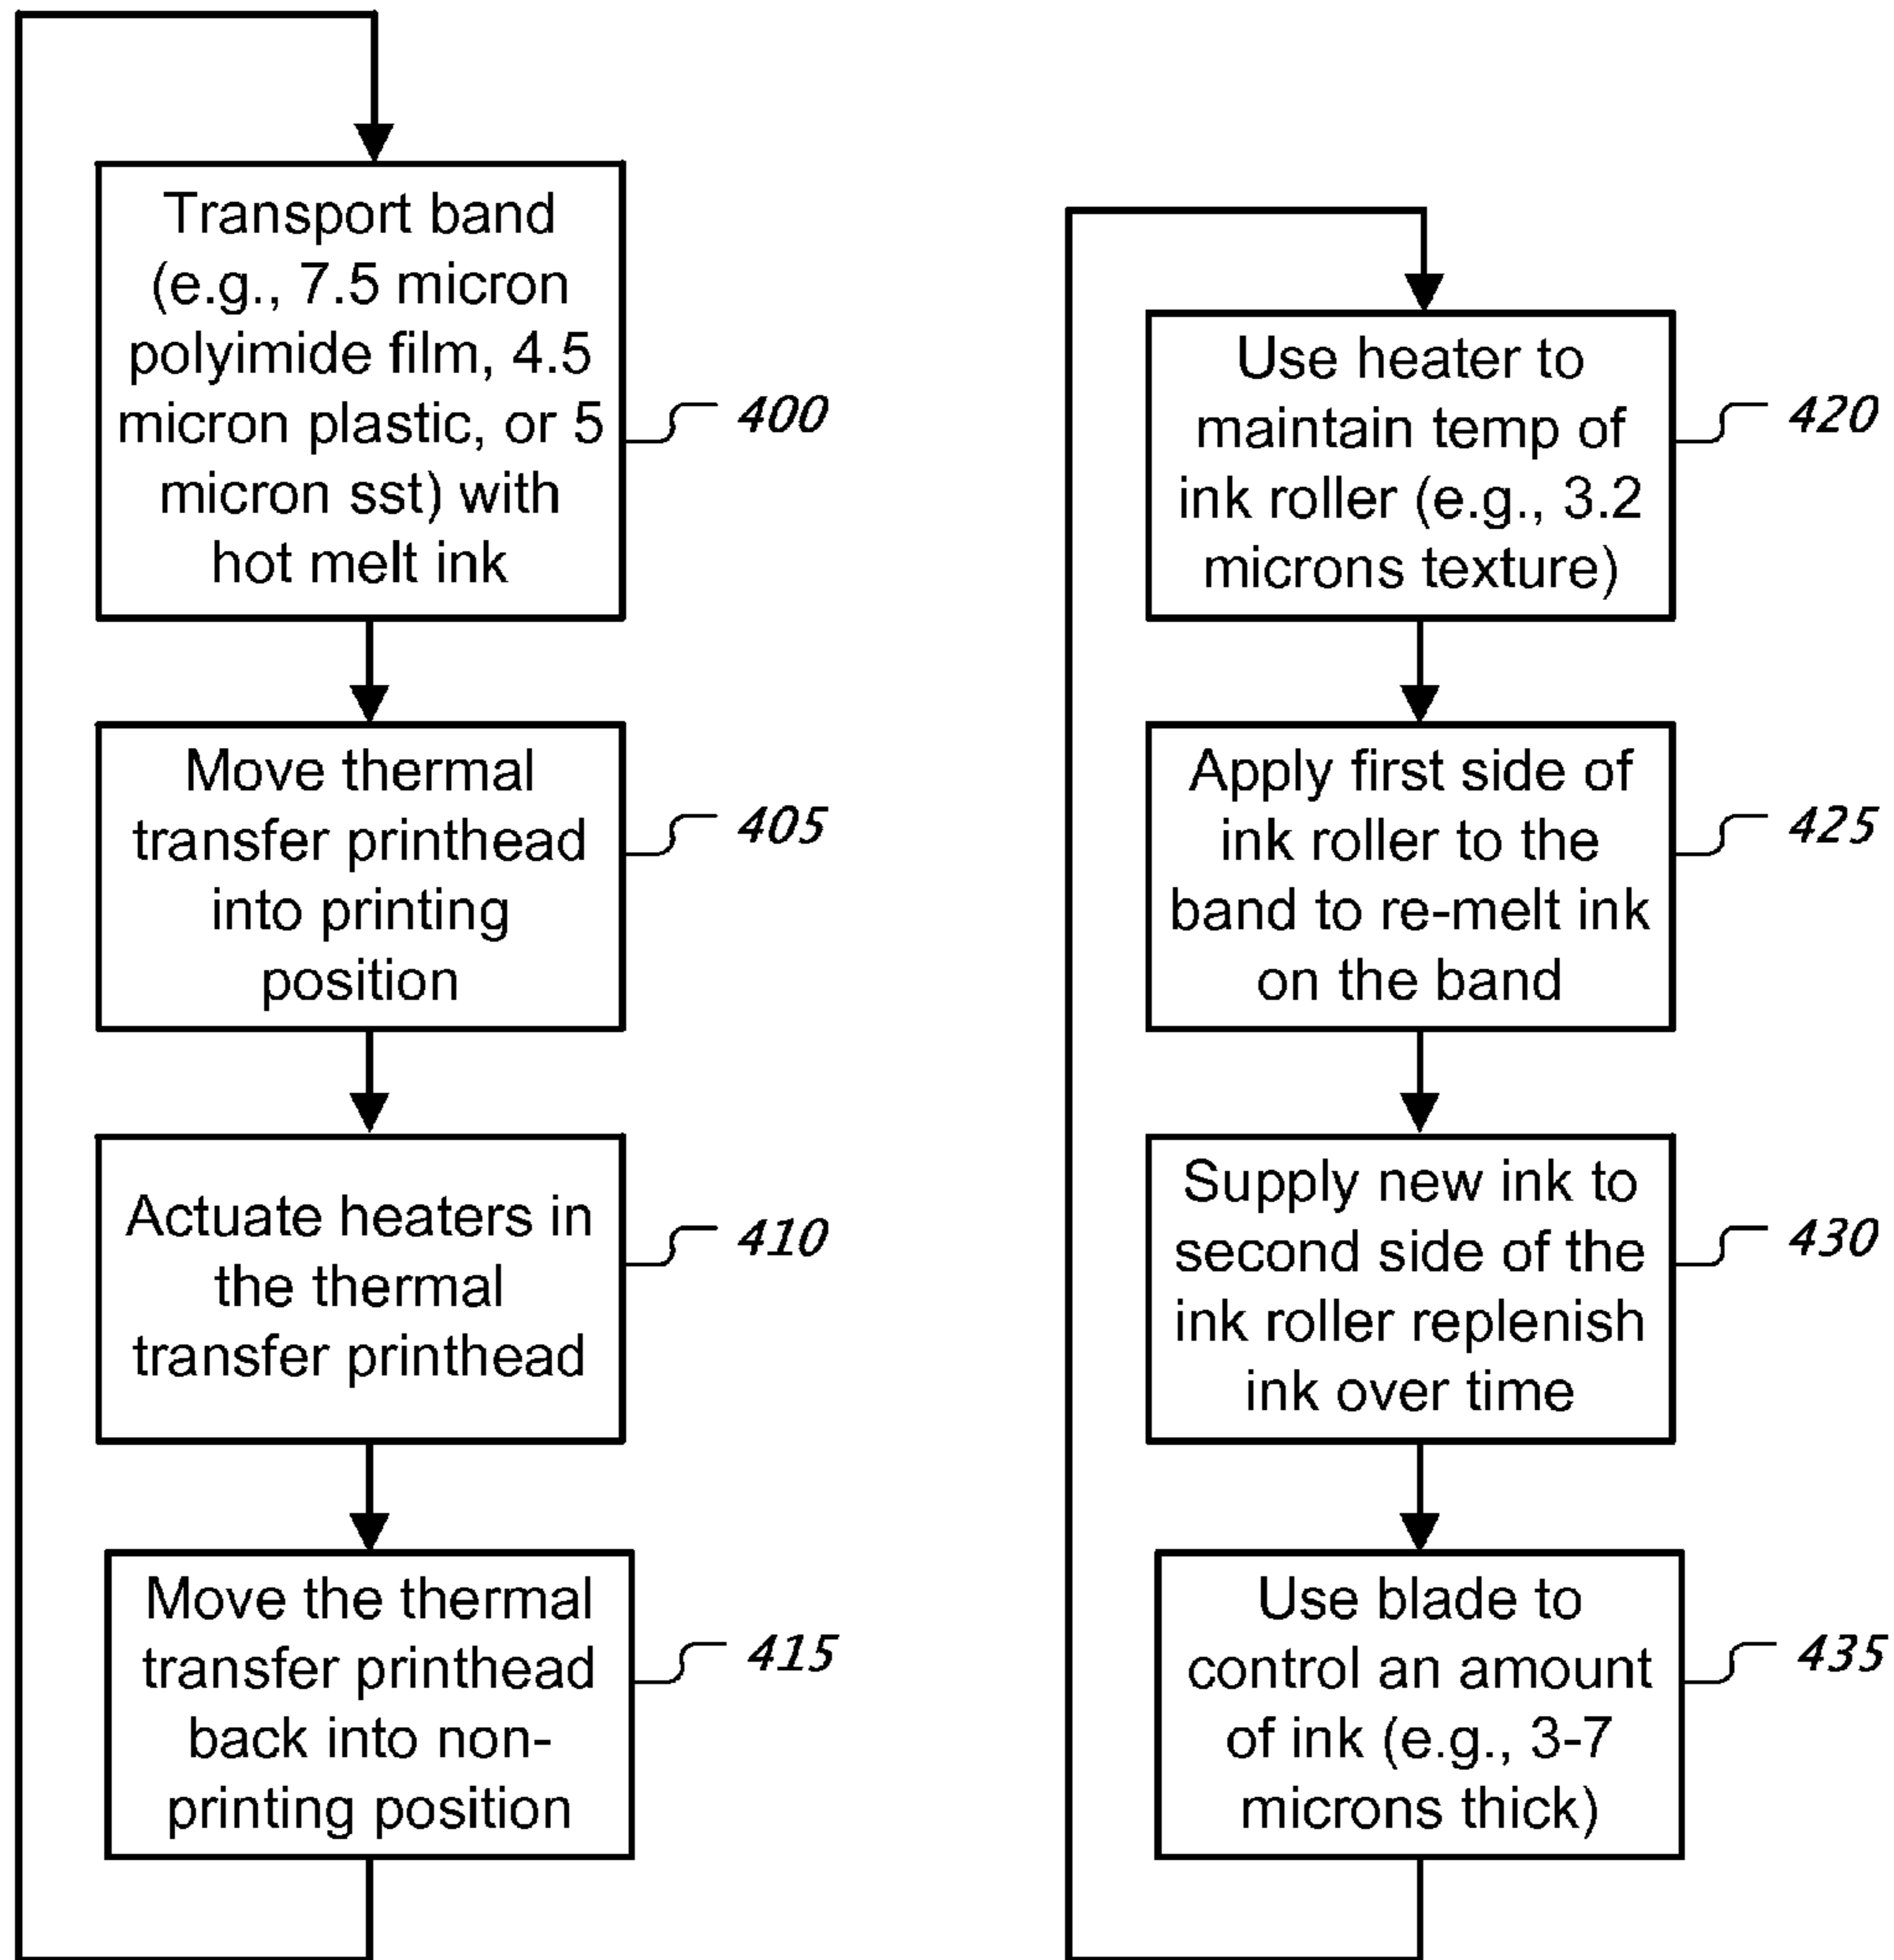 Transport band
(e.g., 7.5 micron
polyimide film, 4.5
micron plastic, or 5
micron sst) with
hot melt ink
400
Move thermal
transfer printhead
into printing
position
405
Actuate heaters in
the thermal
transfer printhead
410
Move the thermal
transfer printhead
back into non-
printing position
415
Use heater to
maintain temp of
ink roller (e.g., 3.2
microns texture)
420
Apply first side of
ink roller to the
band to re-melt ink
on the band
425
Supply new ink to
second side of the
ink roller replenish
ink over time
430
Use blade to
control an amount
of ink (e.g., 3-7
microns thick)
435